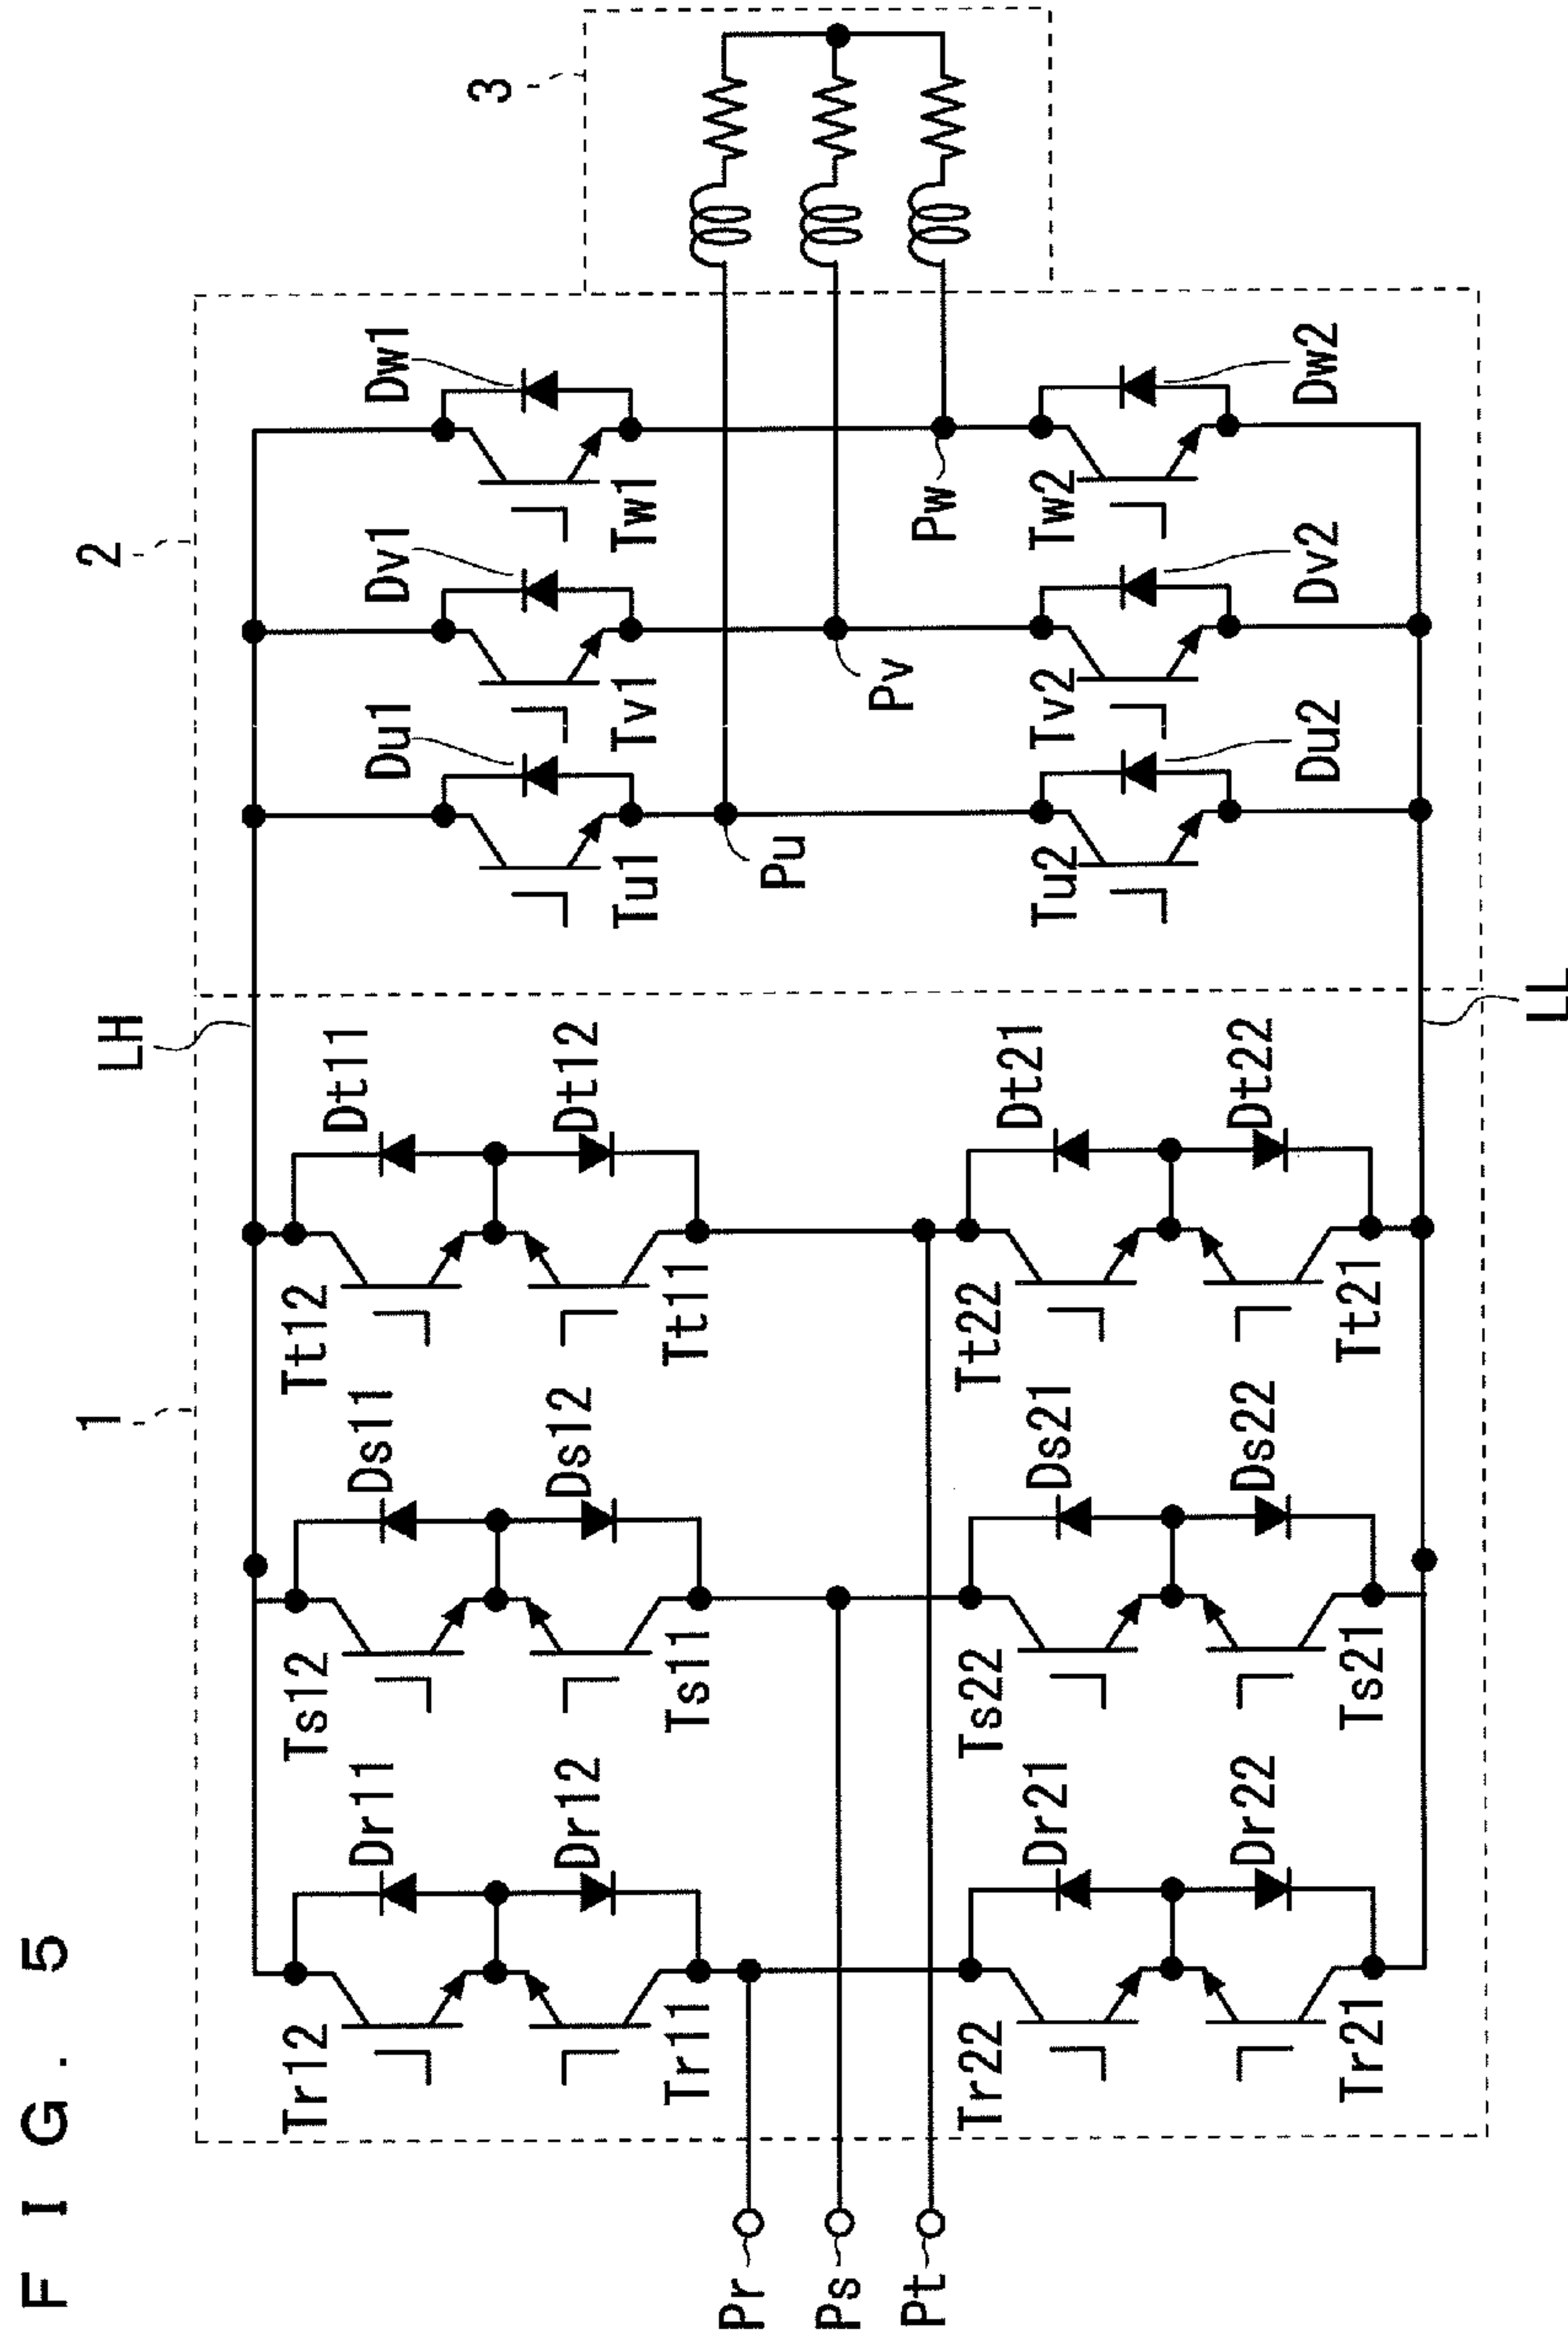 FIG. 5
1
2
3
LH
Tr12
Dr11
Ts12
Ds11
Tt12
Dt11
Du1
Dv1
Dw1
Dr12
Ds12
Dt12
Tr11
Ts11
Tt11
Tu1
Tv1
Tw1
Pr
Ps
Pt
Pu
Pv
Pw
Tr22
Dr21
Ts22
Ds21
Tt22
Dt21
Tu2
Tv2
Tw2
Dr22
Ds22
Dt22
Du2
Dv2
Dw2
Tr21
Ts21
Tt21
LL